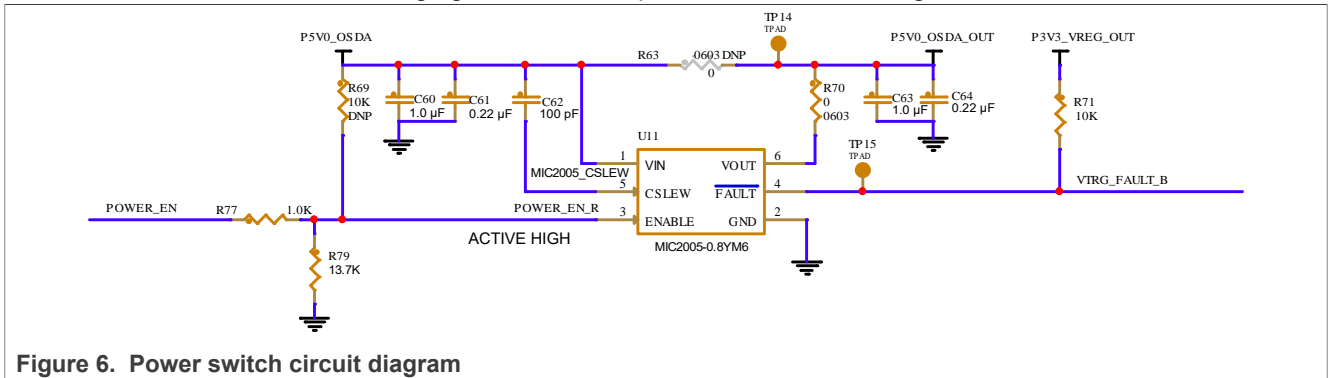 TP14
TPAD
P5V0_OSDA
R63
0603 DNP
0
P5V0_OSDA_OUT
P3V3_VREG_OUT
R69
10K
DNP
C60
1.0 µF
C61
0.22 µF
C62
100 pF
R70
0
0603
C63
1.0 µF
C64
0.22 µF
R71
10K
U11
TP15
TPAD
1
VIN
VOUT
6
MIC2005_CSLEW
5
CSLEW
FAULT
4
VTRG_FAULT_B
POWER_EN
R77
1.0K
POWER_EN_R
3
ENABLE
GND
2
ACTIVE HIGH
MIC2005-0.8YM6
R79
13.7K
Figure 6. Power switch circuit diagram